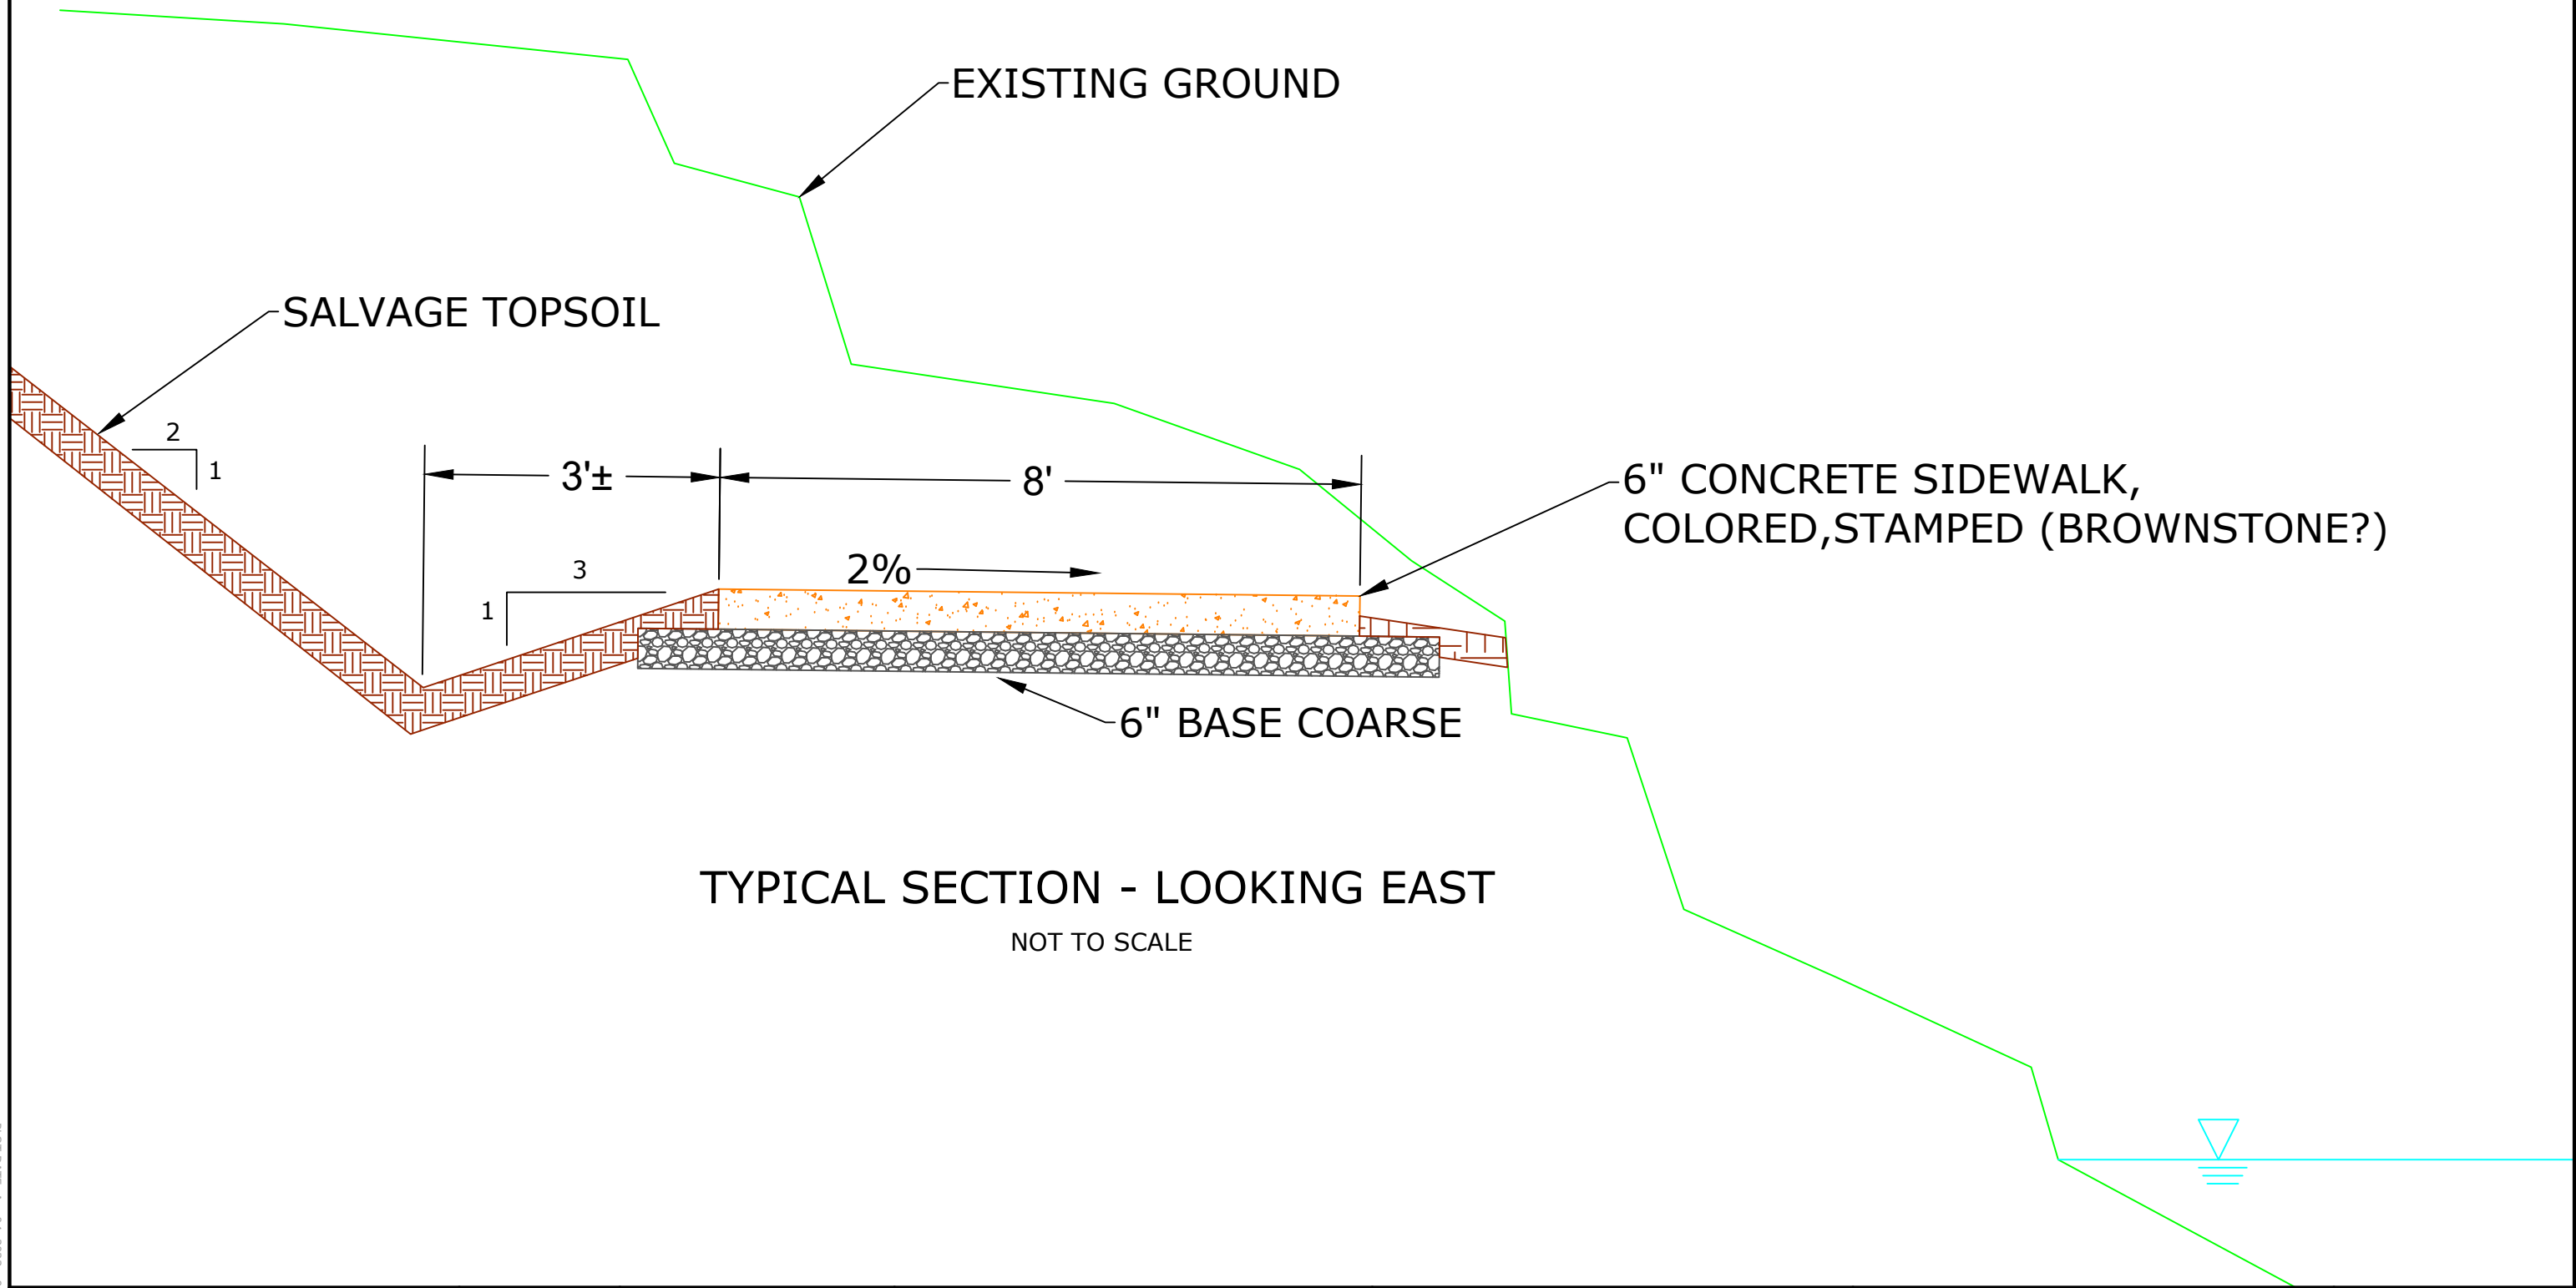 EXISTING GROUND
SALVAGE TOPSOIL
2
1
3'±
8'
6" CONCRETE SIDEWALK,
COLORED,STAMPED (BROWNSTONE?)
2%
3
1
6" BASE COARSE
TYPICAL SECTION - LOOKING EAST
NOT TO SCALE